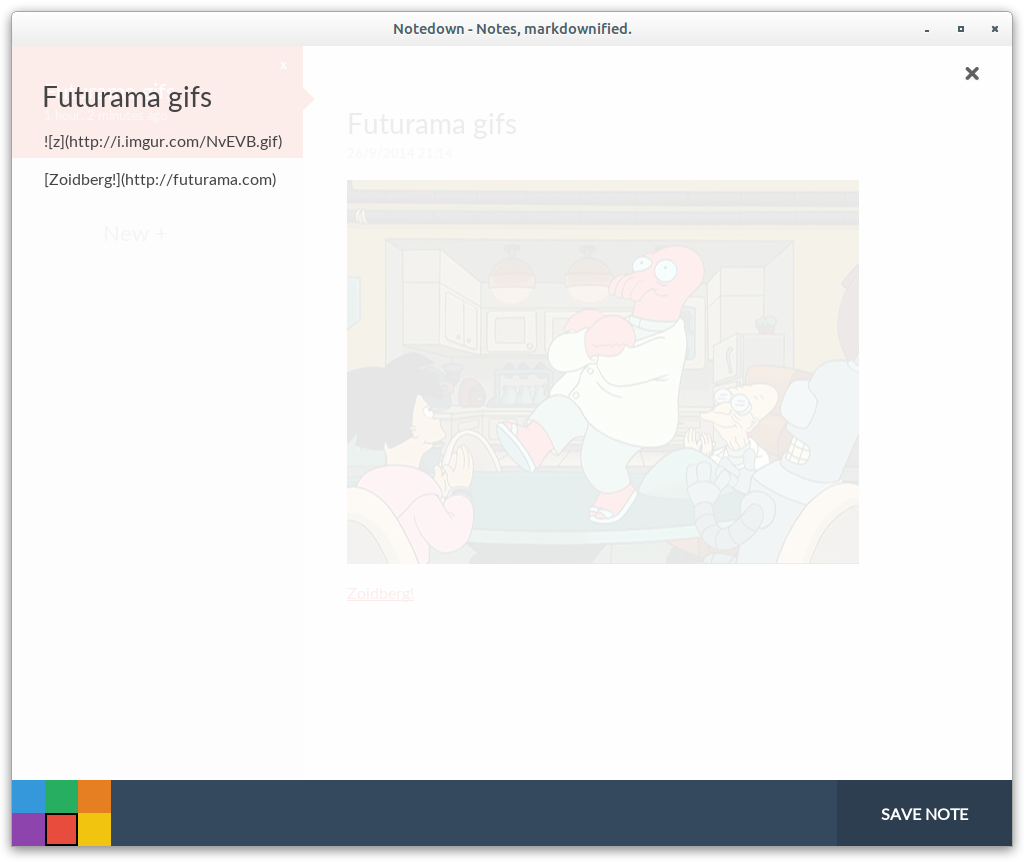 Notedown - Notes, markdownified.
x
Futurama gifs
1 hour, 2 minutes ago
![z](http://i.imgur.com/NvEVB.gif)
[Zoidberg!](http://futurama.com)
New +
Futurama gifs
26/9/2014 21:14
Zoidberg!
SAVE NOTE